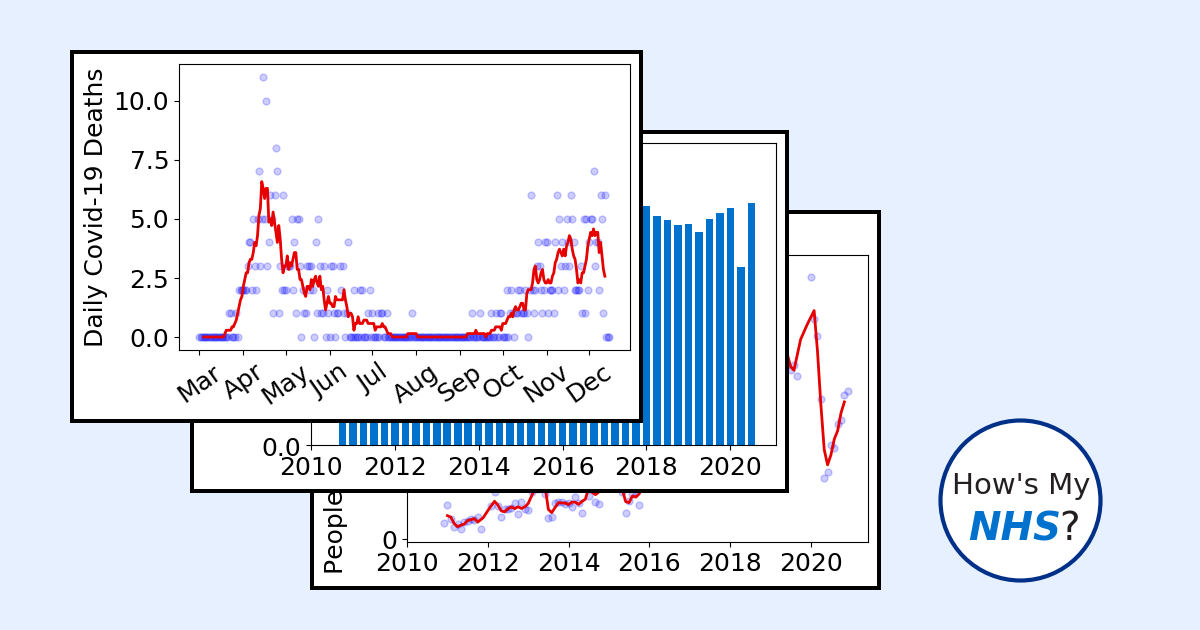 Daily Covid-19 Deaths
10.0
7.5
5.0
2.5
0.0
Mar Apr May Jun Jul Aug Sep Oct Nov Dec
0.0
2010 2012 2014 2016 2018 2020
People
0
2010 2012 2014 2016 2018 2020
How's My
NHS?